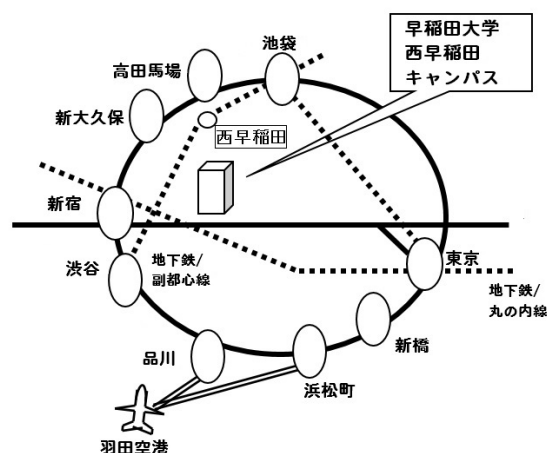 早稲田大学
西早稲田
キャンパス
池袋
高田馬場
新大久保
西早稲田
新宿
渋谷
地下鉄/
副都心線
東京
地下鉄/
丸の内線
新橋
品川
浜松町
羽田空港